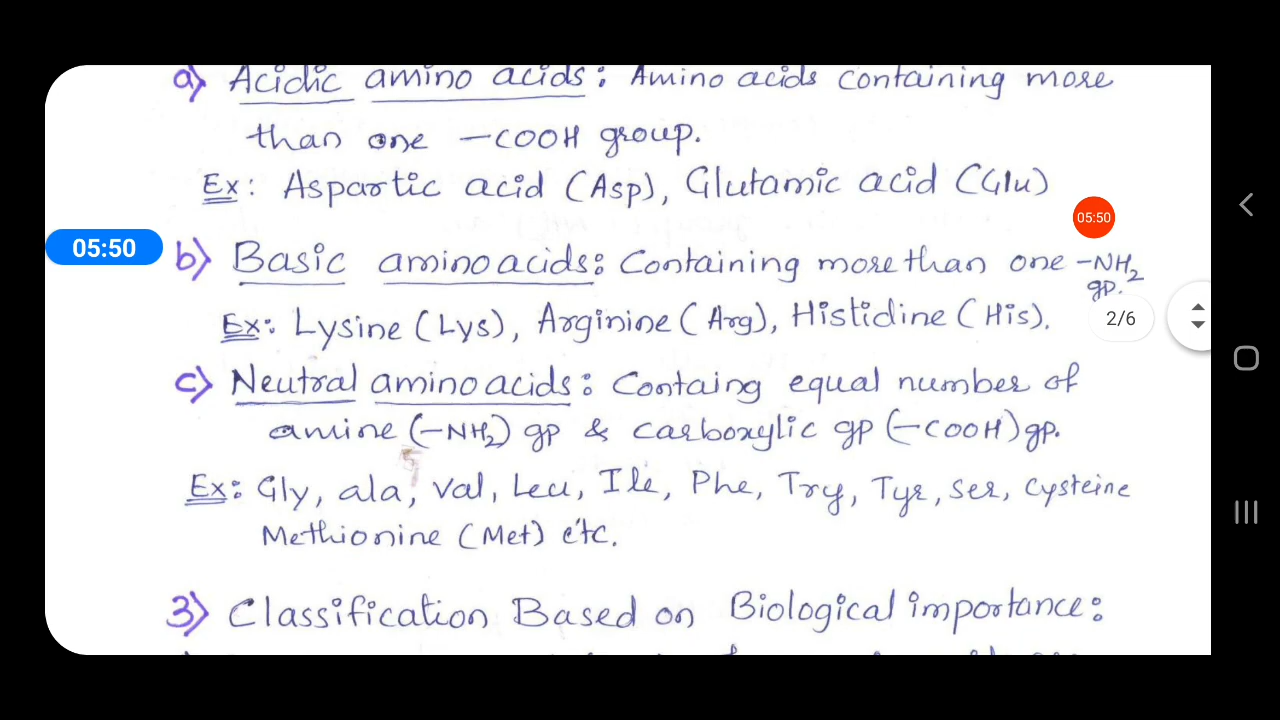 a) Acidic amino acids: Amino acids containing more
than one -COOH group.
Ex: Aspartic acid (Asp), Glutamic acid (Glu)
05:50
05:50
b) Basic amino acids: Containing more than one -NH2
gp.
Ex: Lysine (Lys), Arginine (Arg), Histidine (His).
2/6
c) Neutral amino acids: Containg equal number of
amine (-NH2) gp & carboxylic gp (-COOH) gp.
Ex: Gly, ala, Val, Leu, Ile, Phe, Try, Tyr, Ser, Cysteine
Methionine (Met) etc.
3) Classification Based on Biological importance: